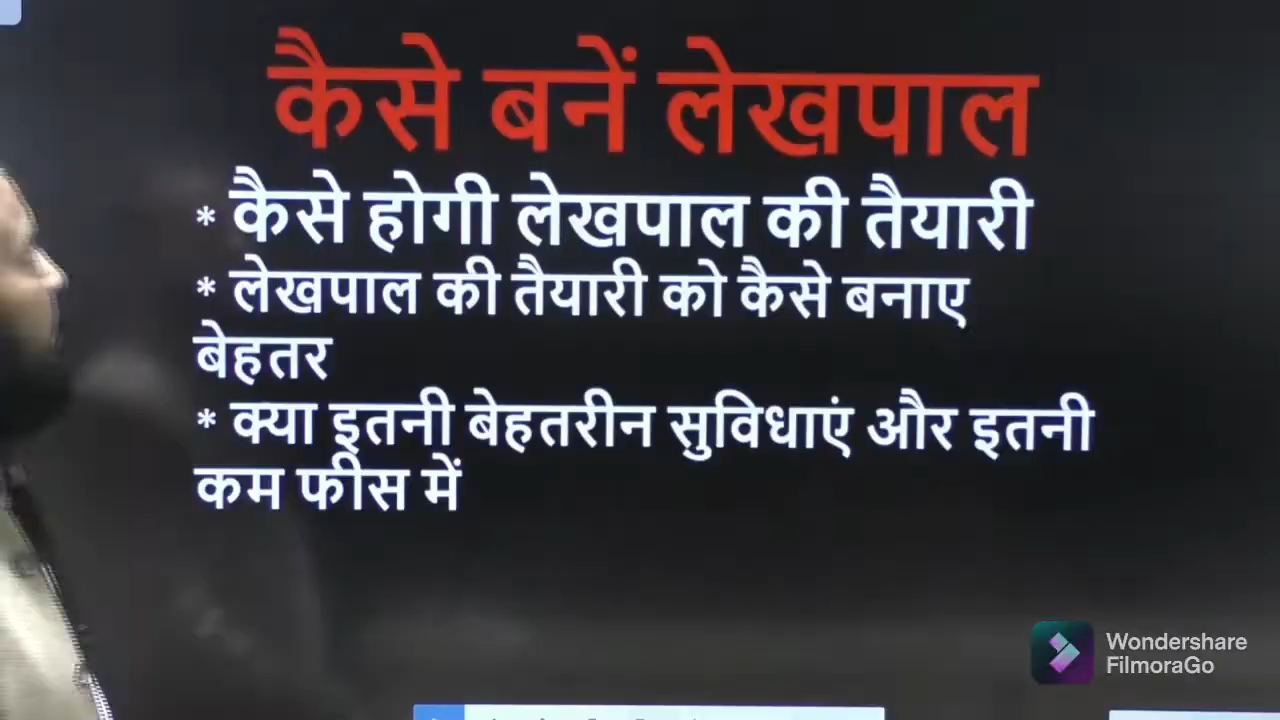 कैसे बनें लेखपाल
* कैसे होगी लेखपाल की तैयारी
* लेखपाल की तैयारी को कैसे बनाए
बेहतर
* क्या इतनी बेहतरीन सुविधाएं और इतनी
कम फीस में
Wondershare
FilmoraGo